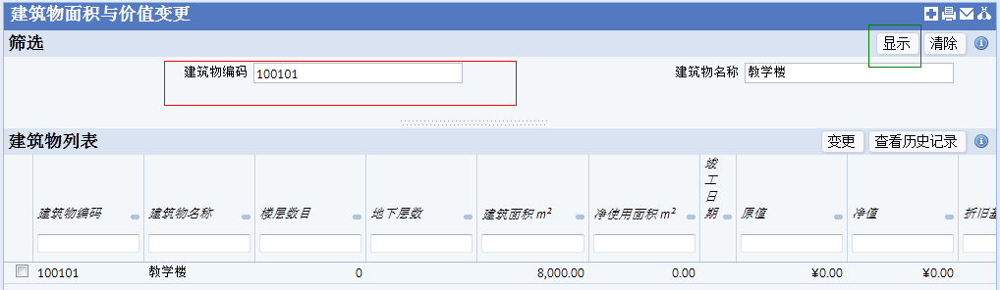 建筑物面积与价值变更
筛选 显示 清除
建筑物编码 100101 建筑物名称 教学楼
建筑物列表 变更 查看历史记录
建筑物编码 建筑物名称 楼层数目 地下层数 建筑面积 m² 净使用面积 m² 竣工日期 原值 净值 折旧
100101 教学楼 0 8,000.00 0.00 ¥0.00 ¥0.00